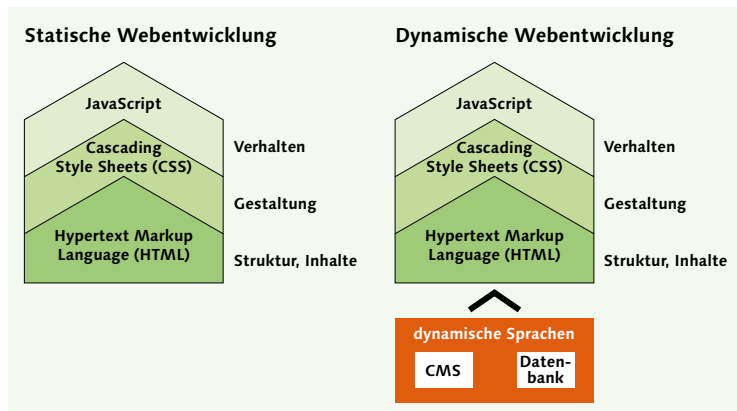 Statische Webentwicklung
JavaScript
Cascading
Style Sheets (CSS)
Hypertext Markup
Language (HTML)
Verhalten
Gestaltung
Struktur, Inhalte
Dynamische Webentwicklung
JavaScript
Cascading
Style Sheets (CSS)
Hypertext Markup
Language (HTML)
Verhalten
Gestaltung
Struktur, Inhalte
dynamische Sprachen
CMS
Daten-
bank